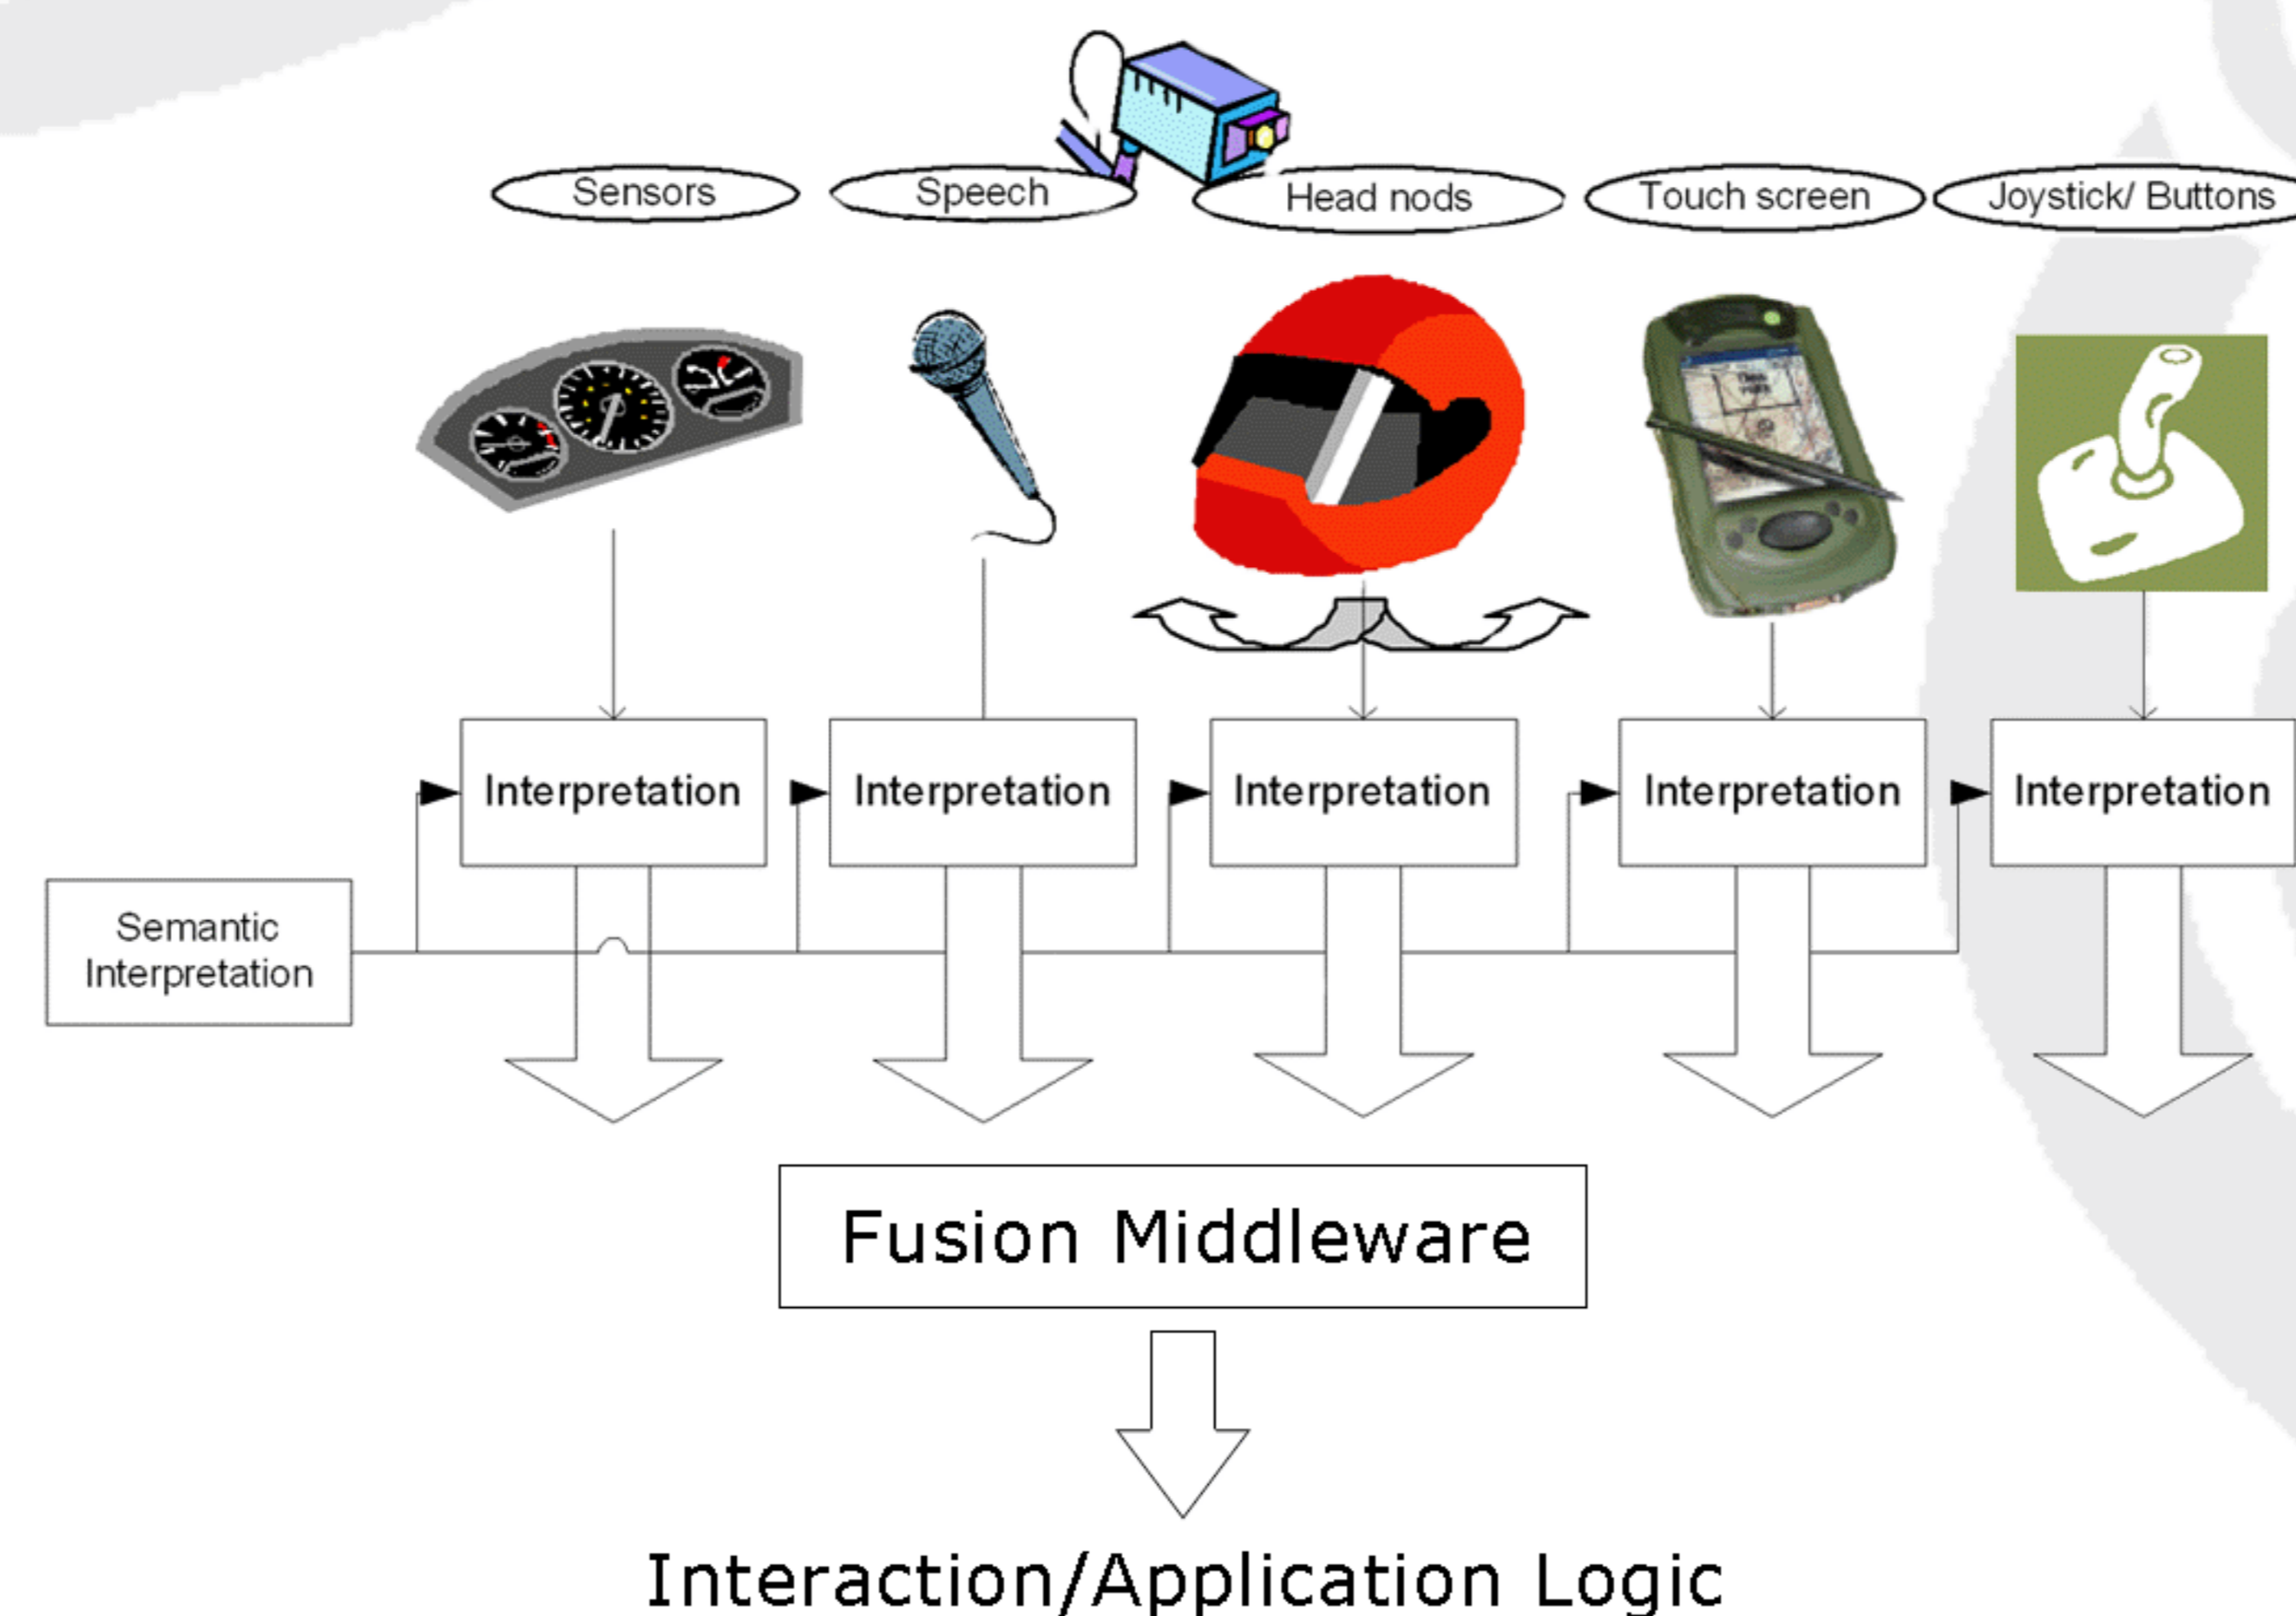 Sensors
Speech
Head nods
Touch screen
Joystick/ Buttons
Interpretation
Interpretation
Interpretation
Interpretation
Interpretation
Semantic
Interpretation
Fusion Middleware
Interaction/Application Logic